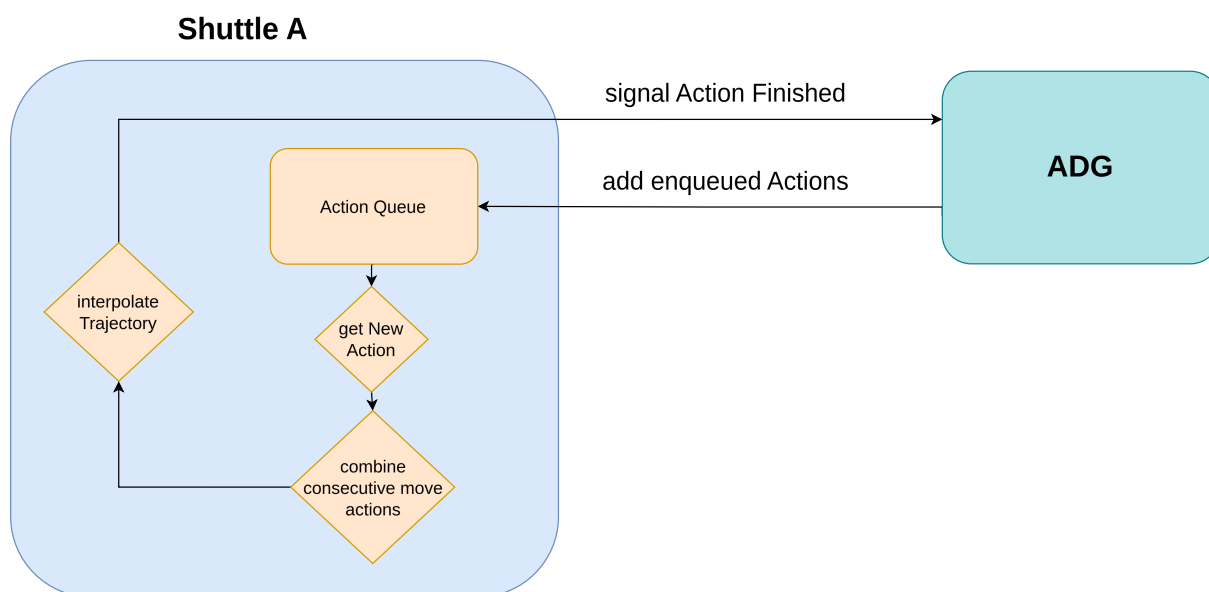 Shuttle A
signal Action Finished
ADG
add enqueued Actions
Action Queue
interpolate
Trajectory
get New
Action
combine
consecutive move
actions